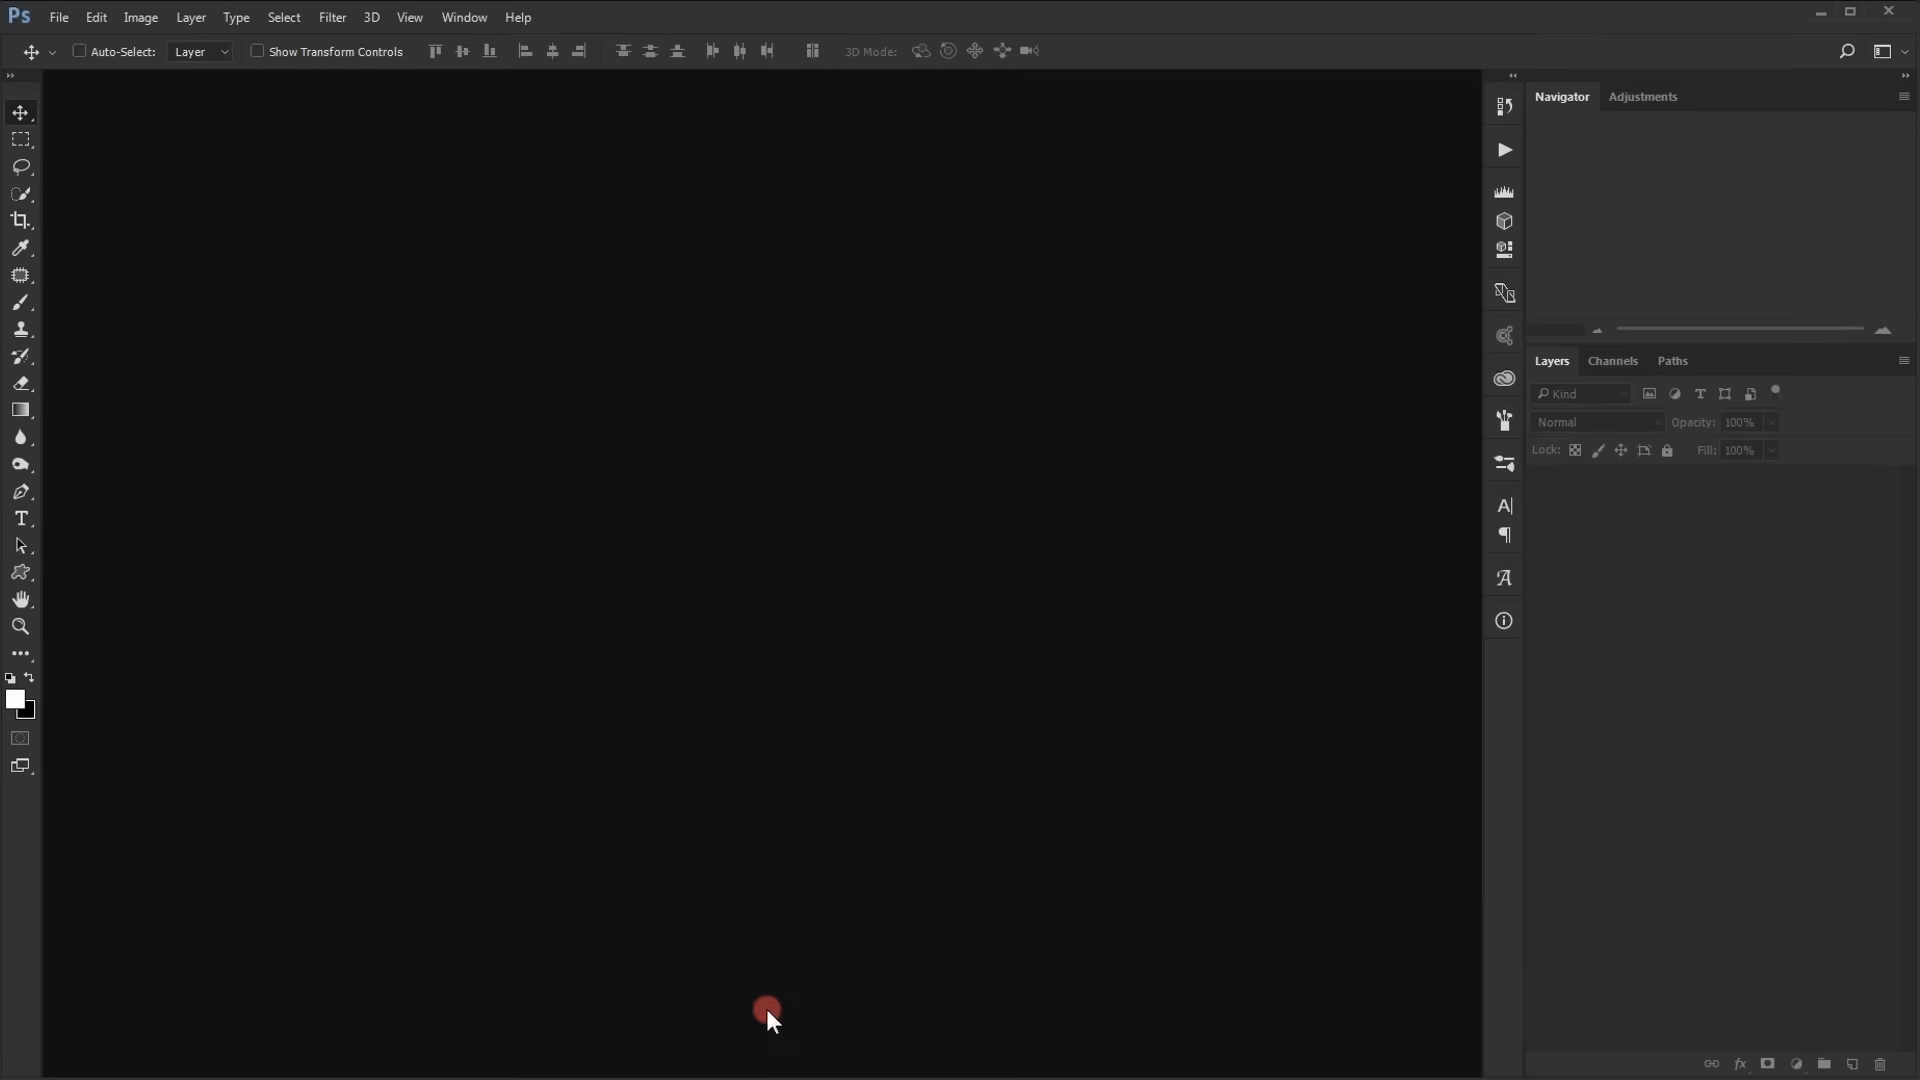 Ps File Edit Image Layer Type Select Filter 3D View Window Help
Auto-Select: Layer Show Transform Controls 3D Mode:
Navigator Adjustments
Layers Channels Paths
Kind
Normal Opacity: 100%
Lock: Fill: 100%